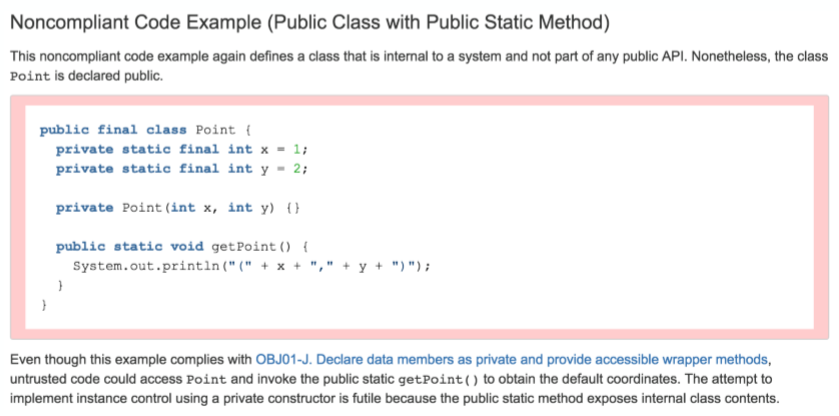 Noncompliant Code Example (Public Class with Public Static Method)
This noncompliant code example again defines a class that is internal to a system and not part of any public API. Nonetheless, the class
Point is declared public.
public final class Point {
  private static final int x = 1;
  private static final int y = 2;

  private Point(int x, int y) {}

  public static void getPoint() {
    System.out.println("(" + x + "," + y + ")");
  }
}
Even though this example complies with OBJ01-J. Declare data members as private and provide accessible wrapper methods,
untrusted code could access Point and invoke the public static getPoint() to obtain the default coordinates. The attempt to
implement instance control using a private constructor is futile because the public static method exposes internal class contents.